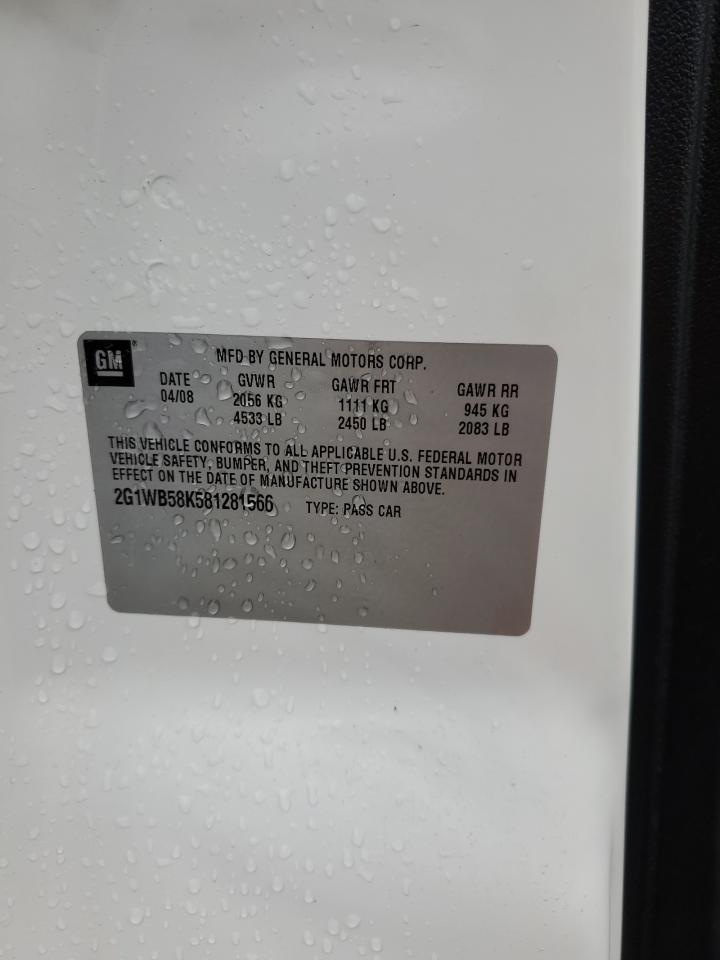 GM
MFD BY GENERAL MOTORS CORP.
DATE GVWR GAWR FRT GAWR RR
04/08 2056 KG 1111 KG 945 KG
4533 LB 2450 LB 2083 LB
THIS VEHICLE CONFORMS TO ALL APPLICABLE U.S. FEDERAL MOTOR
VEHICLE SAFETY, BUMPER, AND THEFT PREVENTION STANDARDS IN
EFFECT ON THE DATE OF MANUFACTURE SHOWN ABOVE.
2G1WB58K581281566 TYPE: PASS CAR